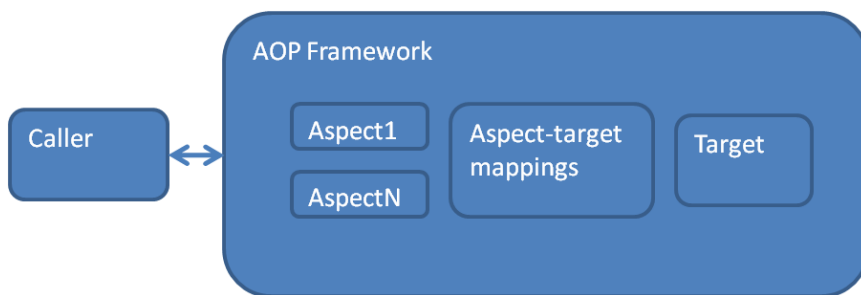 AOP Framework
Caller
Aspect1
AspectN
Aspect-target
mappings
Target